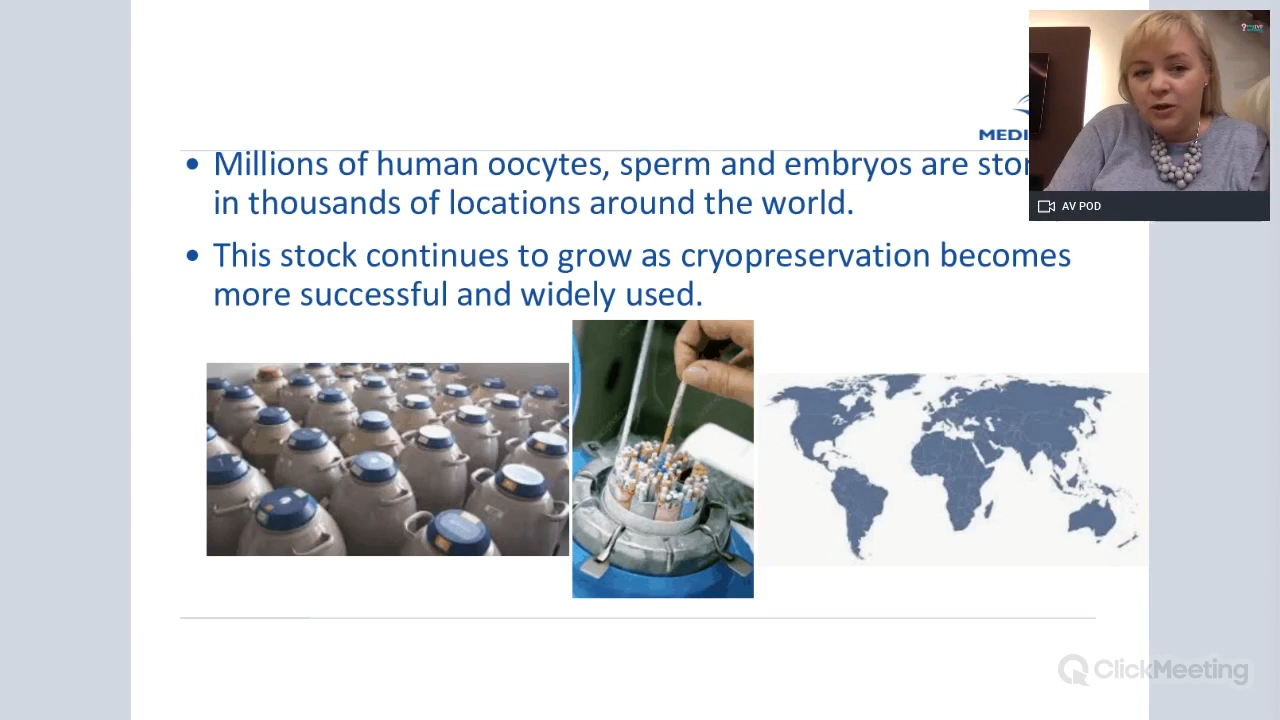 MEDI
• Millions of human oocytes, sperm and embryos are stor
in thousands of locations around the world.
• This stock continues to grow as cryopreservation becomes
more successful and widely used.
AV POD
ClickMeeting